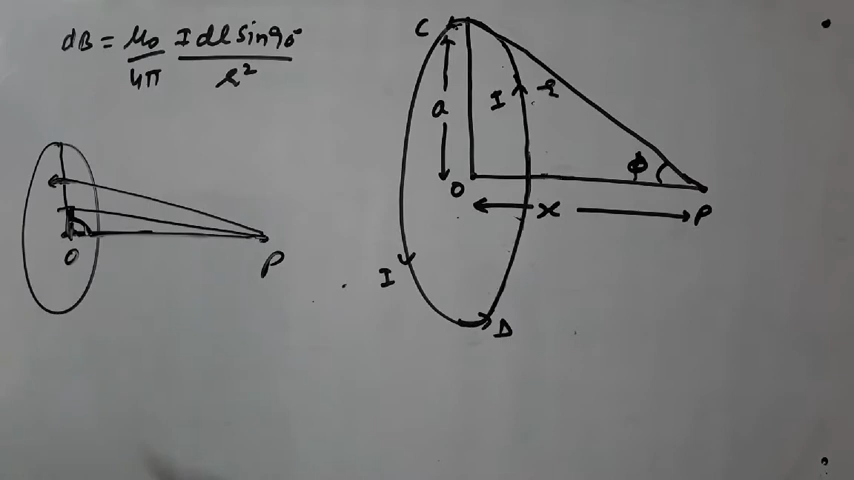 dB = μ₀ I dl Sin90°
4π r²
C
a
I
r
φ
O
x
P
I
D
O
P